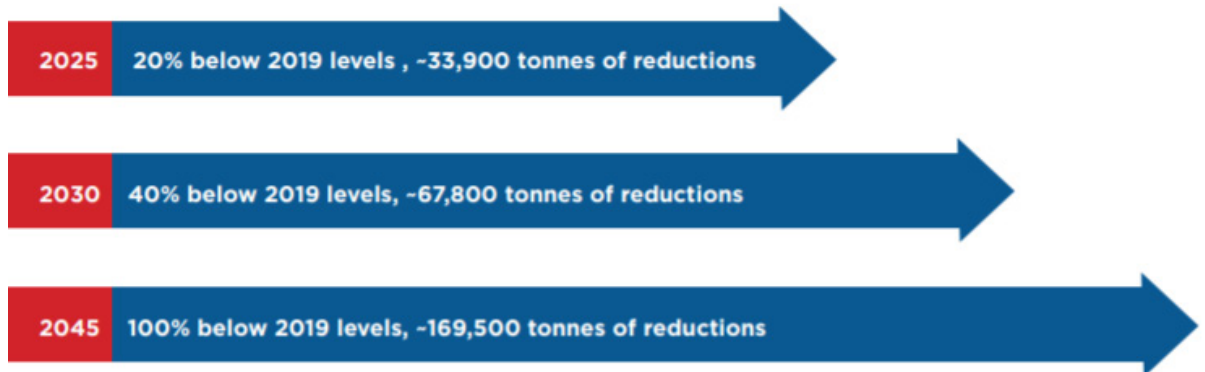 2025 20% below 2019 levels , ~33,900 tonnes of reductions
2030 40% below 2019 levels, ~67,800 tonnes of reductions
2045 100% below 2019 levels, ~169,500 tonnes of reductions